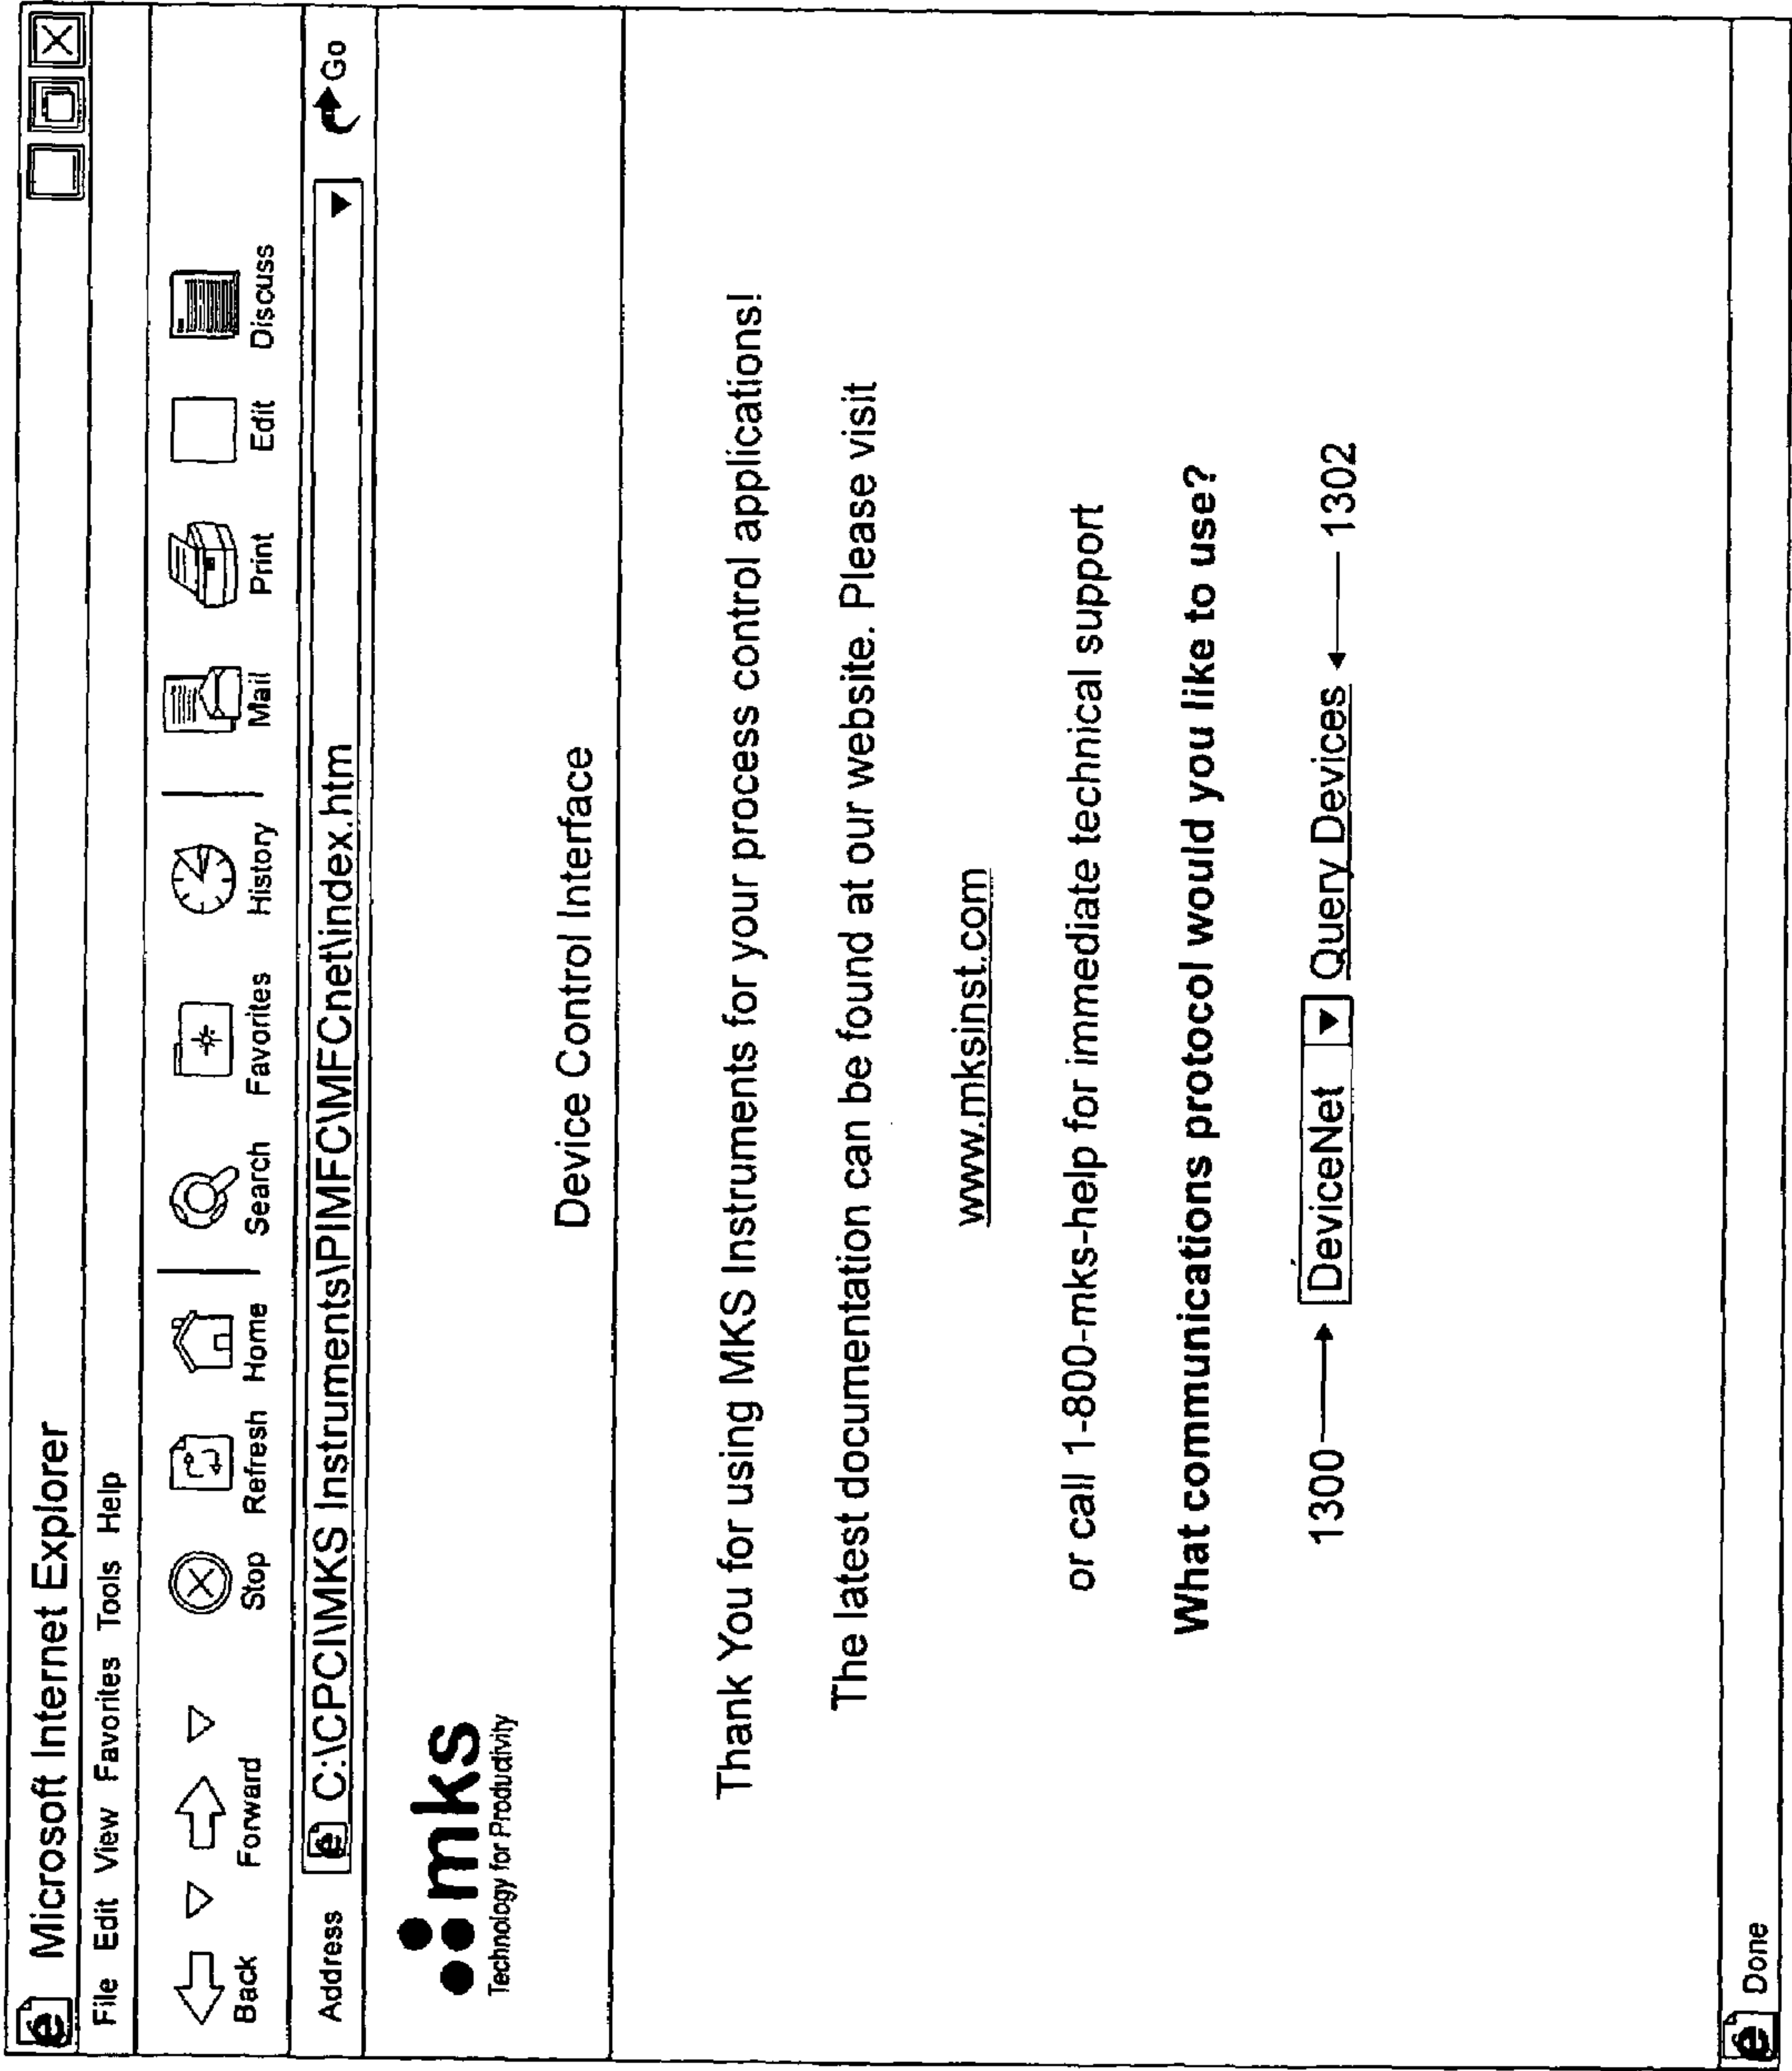 Microsoft Internet Explorer
File Edit View Favorites Tools Help
Back Forward Stop Refresh Home Search Favorites History Mail Print Edit Discuss
Address C:\CPCI\MKS Instruments\PIMFC\MFCnet\index.htm Go
mks
Technology for Productivity
Device Control Interface
Thank You for using MKS Instruments for your process control applications!
The latest documentation can be found at our website. Please visit
www.mksinst.com
or call 1-800-mks-help for immediate technical support
What communications protocol would you like to use?
1300 DeviceNet Query Devices 1302
Done